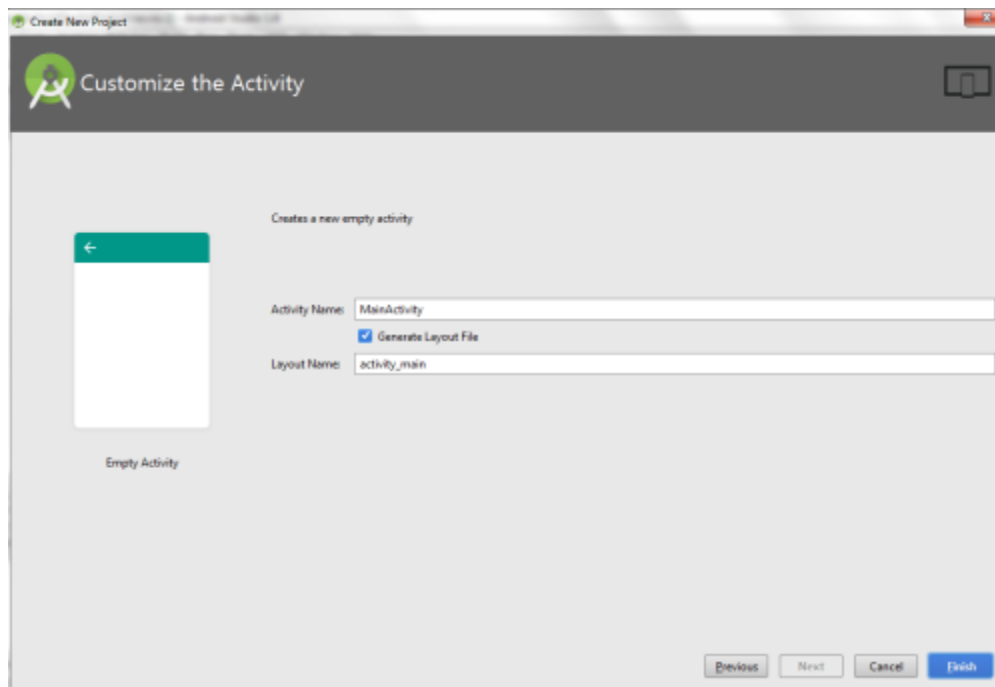 Create New Project
Customize the Activity
Creates a new empty activity
Activity Name: MainActivity
Generate Layout File
Layout Name: activity_main
Empty Activity
Previous Next Cancel Finish